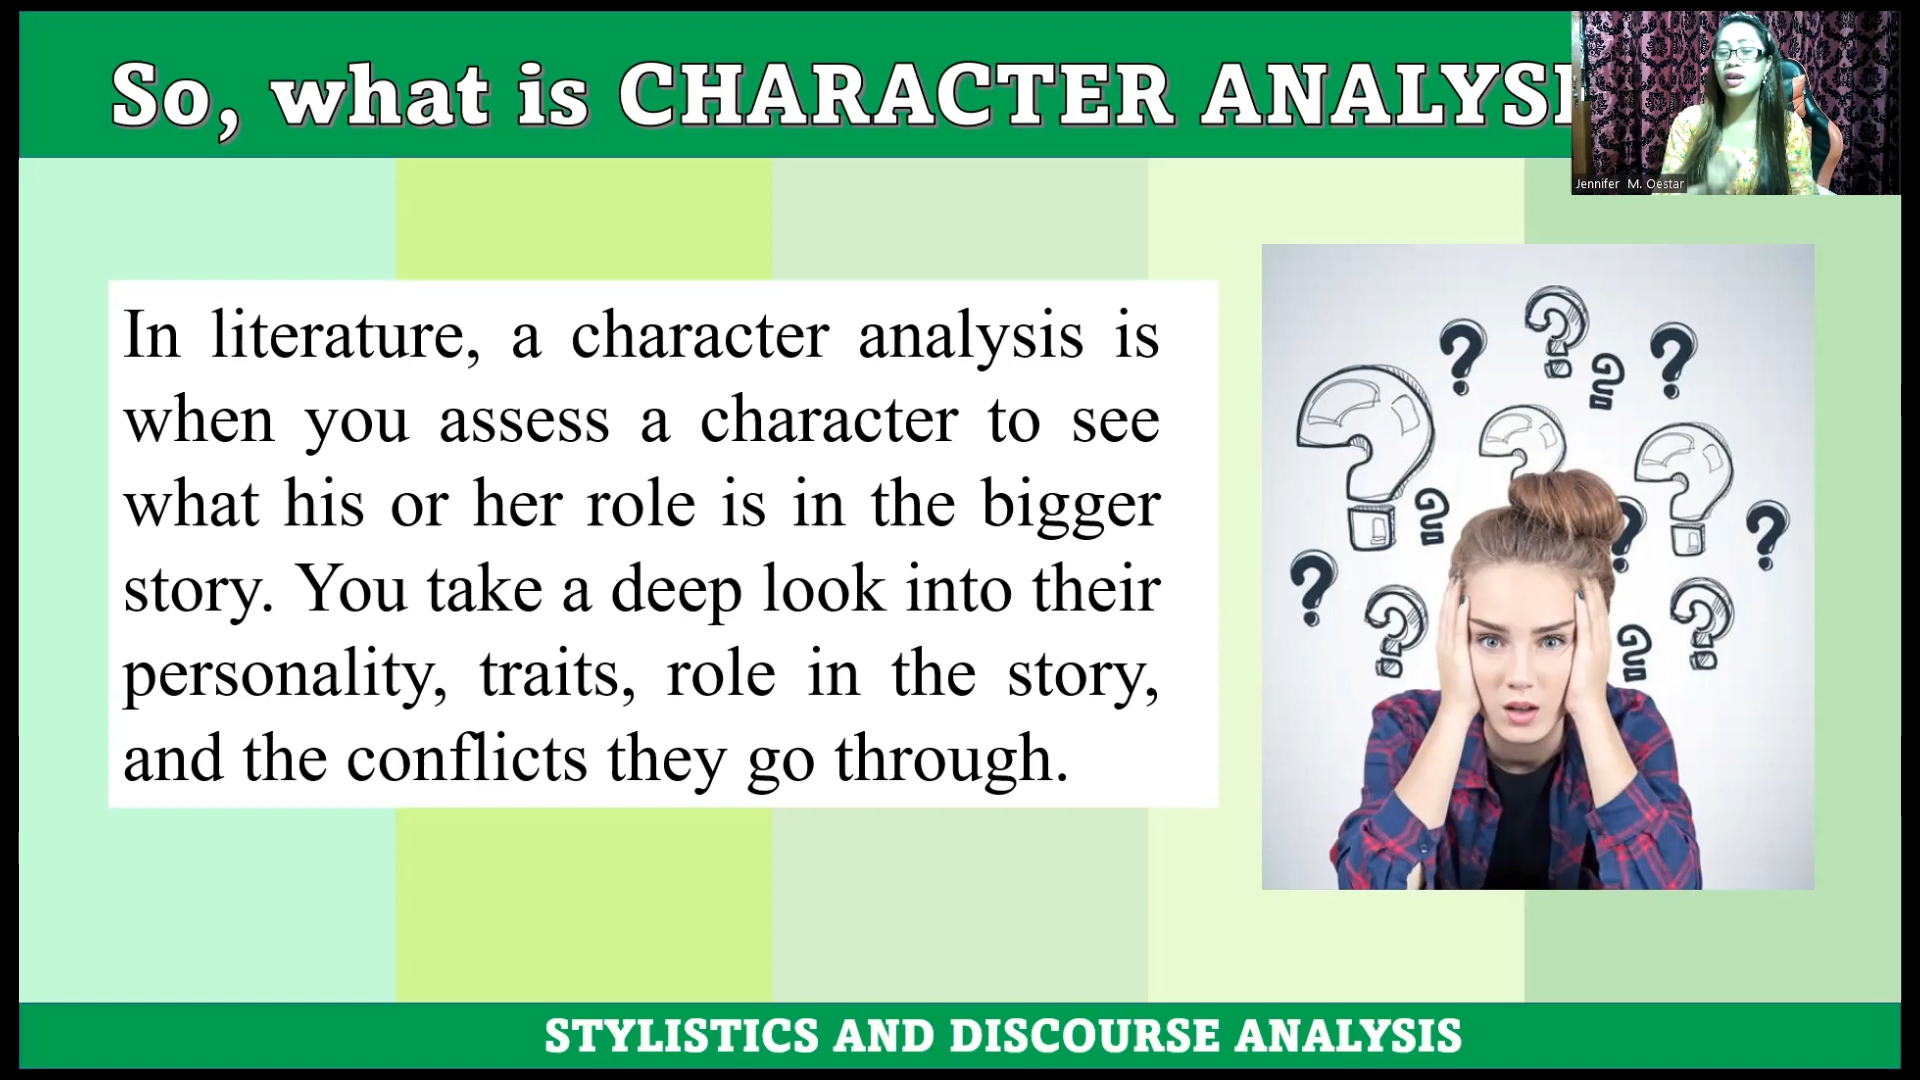 So, what is CHARACTER ANALYSI
Jennifer M. Oestar
In literature, a character analysis is
when you assess a character to see
what his or her role is in the bigger
story. You take a deep look into their
personality, traits, role in the story,
and the conflicts they go through.
STYLISTICS AND DISCOURSE ANALYSIS